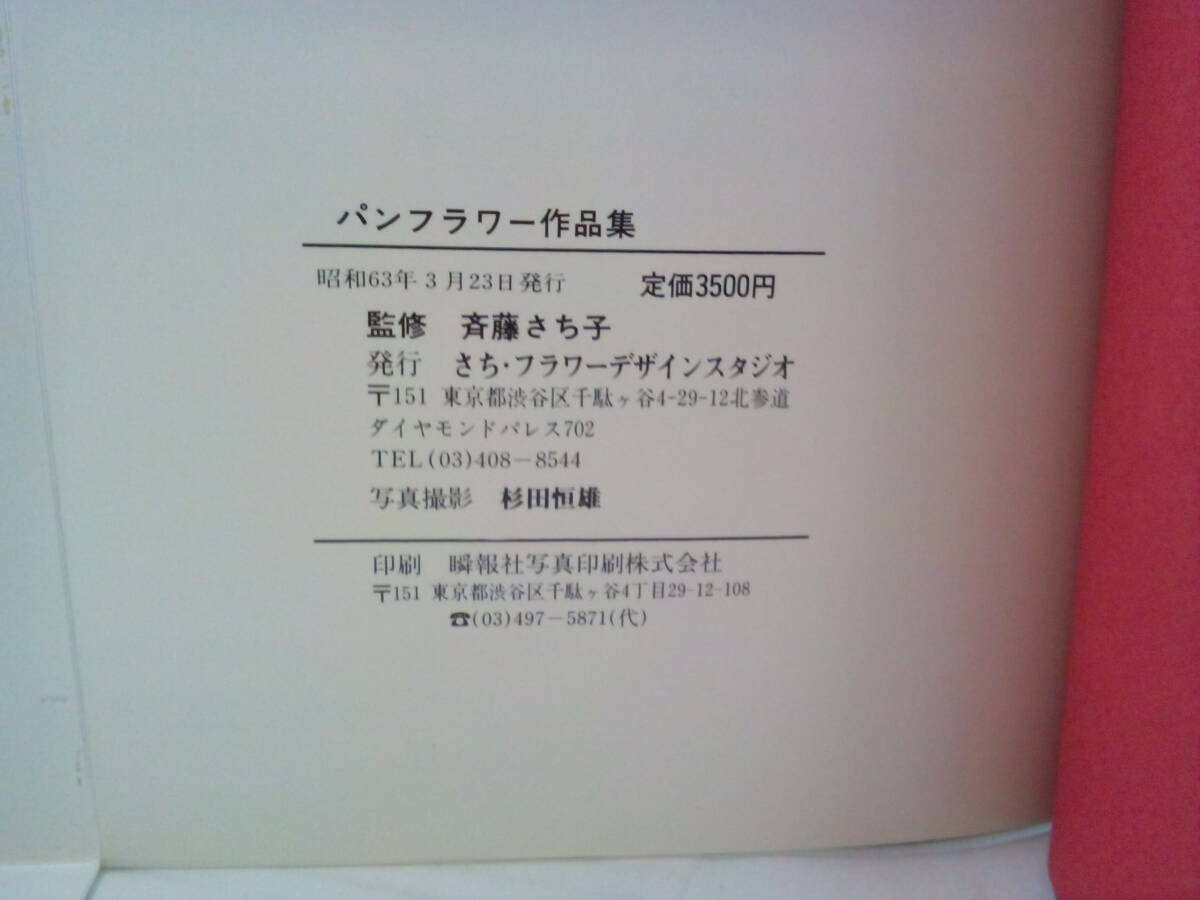 パンフラワー作品集
昭和63年3月23日発行 定価3500円
監修 斉藤さち子
発行 さち・フラワーデザインスタジオ
〒151 東京都渋谷区千駄ヶ谷4-29-12北参道
ダイヤモンドパレス702
TEL(03)408-8544
写真撮影 杉田恒雄
印刷 瞬報社写真印刷株式会社
〒151 東京都渋谷区千駄ヶ谷4丁目29-12-108
☎(03)497-5871(代)